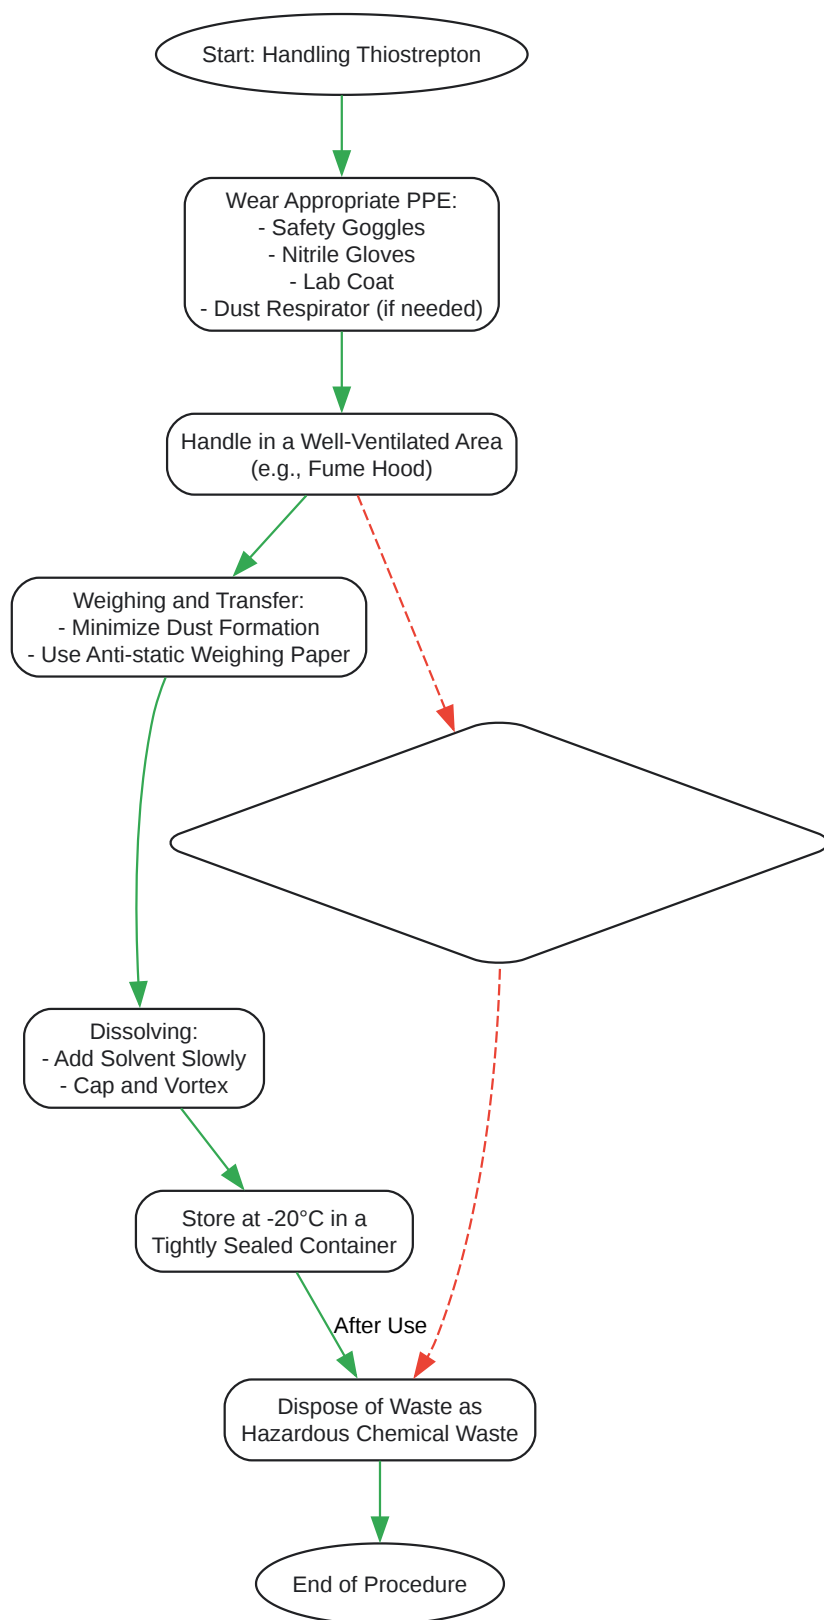 Start: Handling Thiostrepton
Wear Appropriate PPE:
- Safety Goggles
- Nitrile Gloves
- Lab Coat
- Dust Respirator (if needed)
Handle in a Well-Ventilated Area
(e.g., Fume Hood)
Weighing and Transfer:
- Minimize Dust Formation
- Use Anti-static Weighing Paper
Dissolving:
- Add Solvent Slowly
- Cap and Vortex
Store at -20°C in a
Tightly Sealed Container
After Use
Dispose of Waste as
Hazardous Chemical Waste
End of Procedure